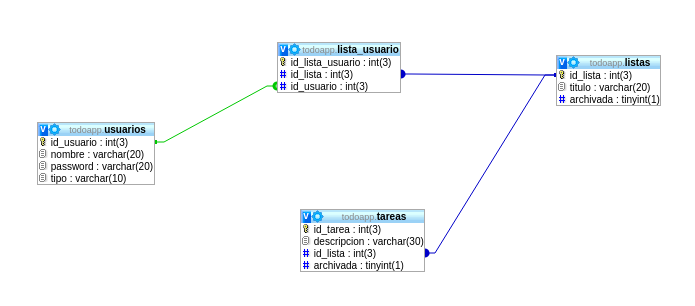 todoapp.lista_usuario
id_lista_usuario : int(3)
# id_lista : int(3)
# id_usuario : int(3)
todoapp.listas
id_lista : int(3)
titulo : varchar(20)
# archivada : tinyint(1)
todoapp.usuarios
id_usuario : int(3)
nombre : varchar(20)
password : varchar(20)
tipo : varchar(10)
todoapp.tareas
id_tarea : int(3)
descripcion : varchar(30)
# id_lista : int(3)
# archivada : tinyint(1)